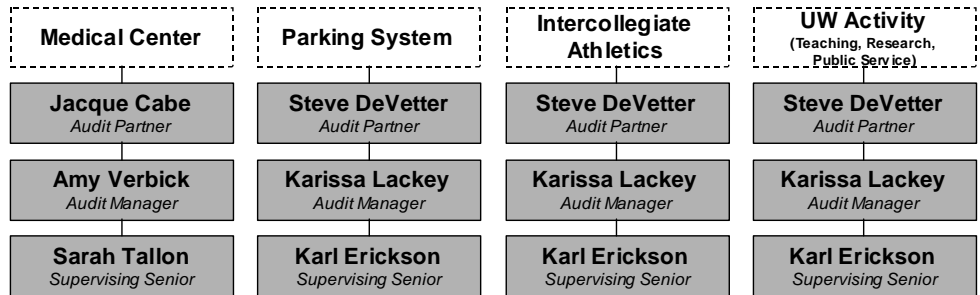 Medical Center
Jacque Cabe
Audit Partner
Amy Verbick
Audit Manager
Sarah Tallon
Supervising Senior
Parking System
Steve DeVetter
Audit Partner
Karissa Lackey
Audit Manager
Karl Erickson
Supervising Senior
Intercollegiate
Athletics
Steve DeVetter
Audit Partner
Karissa Lackey
Audit Manager
Karl Erickson
Supervising Senior
UW Activity
(Teaching, Research,
Public Service)
Steve DeVetter
Audit Partner
Karissa Lackey
Audit Manager
Karl Erickson
Supervising Senior